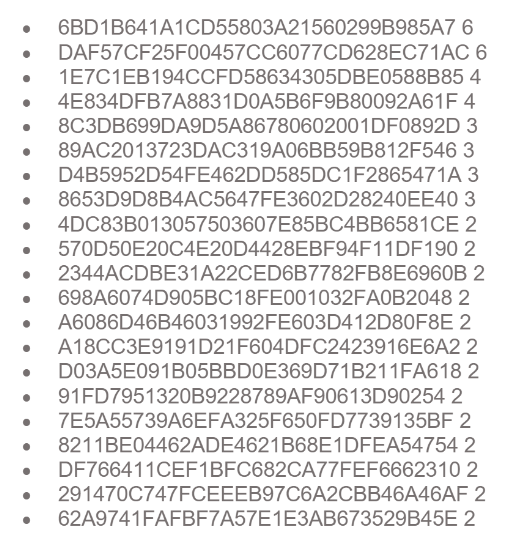 • 6BD1B641A1CD55803A21560299B985A7 6
• DAF57CF25F00457CC6077CD628EC71AC 6
• 1E7C1EB194CCFD58634305DBE0588B85 4
• 4E834DFB7A8831D0A5B6F9B80092A61F 4
• 8C3DB699DA9D5A86780602001DF0892D 3
• 89AC2013723DAC319A06BB59B812F546 3
• D4B5952D54FE462DD585DC1F2865471A 3
• 8653D9D8B4AC5647FE3602D28240EE40 3
• 4DC83B013057503607E85BC4BB6581CE 2
• 570D50E20C4E20D4428EBF94F11DF190 2
• 2344ACDBE31A22CED6B7782FB8E6960B 2
• 698A6074D905BC18FE001032FA0B2048 2
• A6086D46B46031992FE603D412D80F8E 2
• A18CC3E9191D21F604DFC2423916E6A2 2
• D03A5E091B05BBD0E369D71B211FA618 2
• 91FD7951320B9228789AF90613D90254 2
• 7E5A55739A6EFA325F650FD7739135BF 2
• 8211BE04462ADE4621B68E1DFEA54754 2
• DF766411CEF1BFC682CA77FEF6662310 2
• 291470C747FCEEEB97C6A2CBB46A46AF 2
• 62A9741FAFBF7A57E1E3AB673529B45E 2